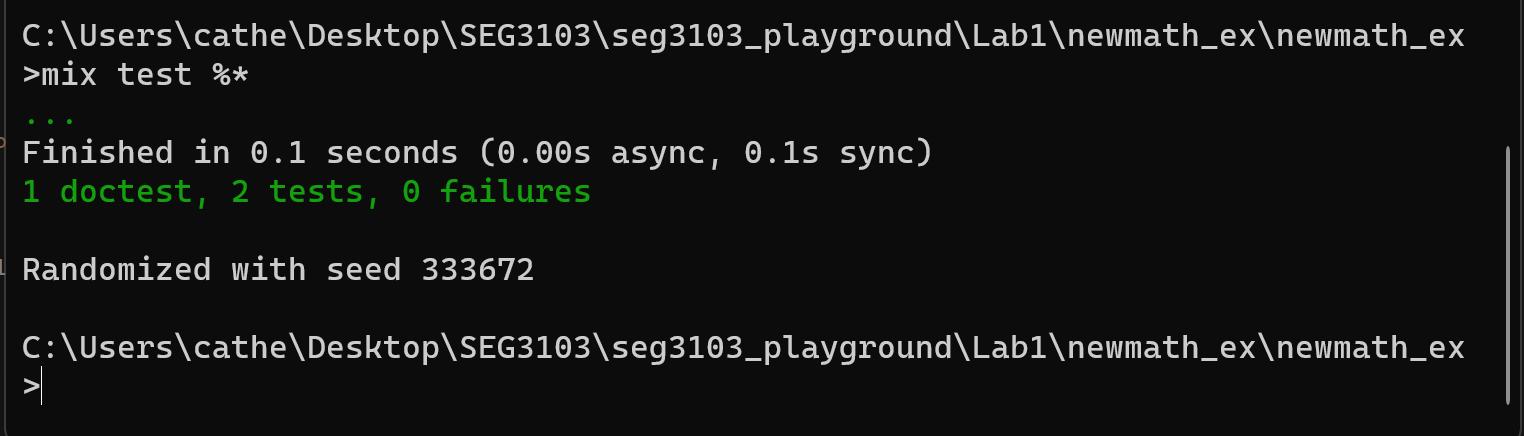 C:\Users\cathe\Desktop\SEG3103\seg3103_playground\Lab1\newmath_ex\newmath_ex
>mix test %*
...
Finished in 0.1 seconds (0.00s async, 0.1s sync)
1 doctest, 2 tests, 0 failures
Randomized with seed 333672
C:\Users\cathe\Desktop\SEG3103\seg3103_playground\Lab1\newmath_ex\newmath_ex
>